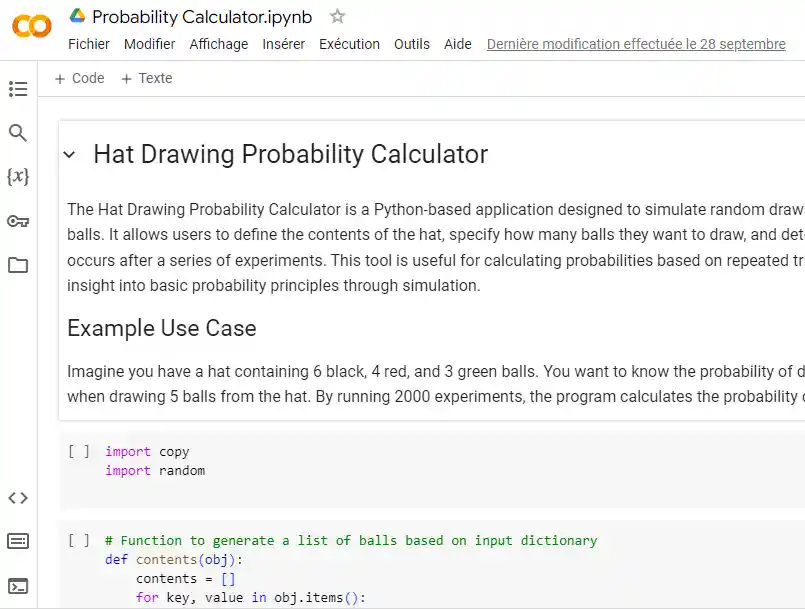 Probability Calculator.ipynb
Fichier Modifier Affichage Insérer Exécution Outils Aide Dernière modification effectuée le 28 septembre
+ Code + Texte
Hat Drawing Probability Calculator
The Hat Drawing Probability Calculator is a Python-based application designed to simulate random draw
balls. It allows users to define the contents of the hat, specify how many balls they want to draw, and det
occurs after a series of experiments. This tool is useful for calculating probabilities based on repeated tr
insight into basic probability principles through simulation.
Example Use Case
Imagine you have a hat containing 6 black, 4 red, and 3 green balls. You want to know the probability of d
when drawing 5 balls from the hat. By running 2000 experiments, the program calculates the probability
[ ] import copy
import random
[ ] # Function to generate a list of balls based on input dictionary
def contents(obj):
contents = []
for key, value in obj.items():